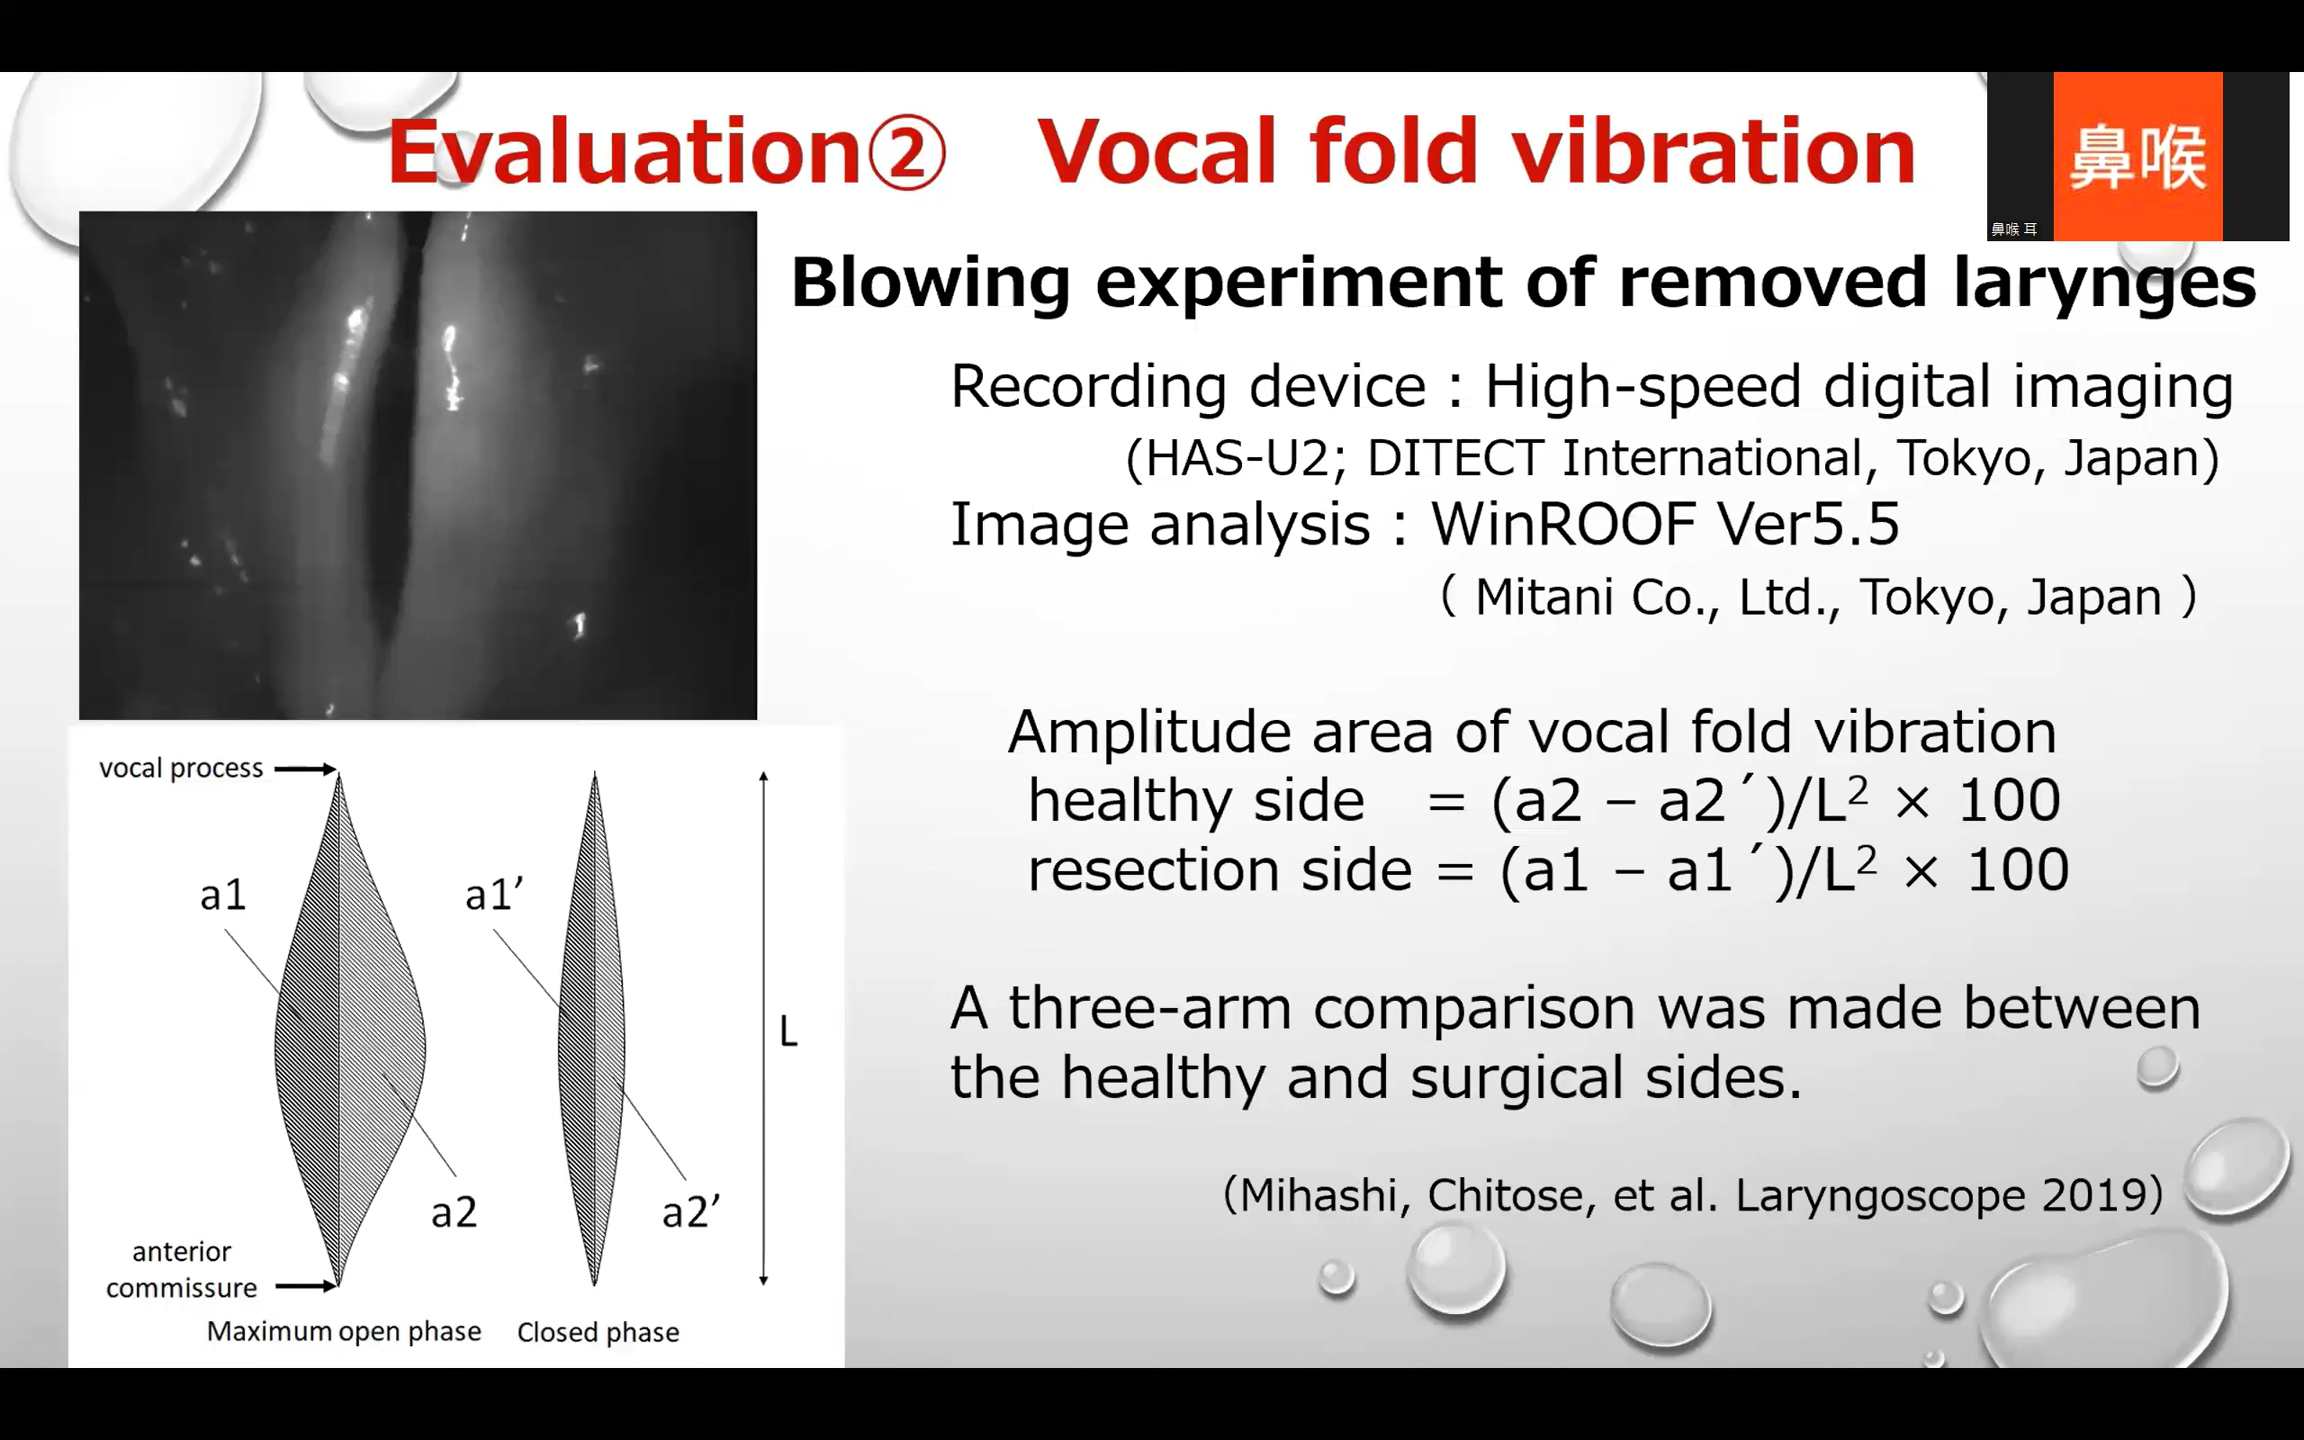 Evaluation② Vocal fold vibration
鼻喉
鼻喉 耳
Blowing experiment of removed larynges
Recording device : High-speed digital imaging
(HAS-U2; DITECT International, Tokyo, Japan)
Image analysis : WinROOF Ver5.5
( Mitani Co., Ltd., Tokyo, Japan )
Amplitude area of vocal fold vibration
healthy side = (a2 – a2´)/L² × 100
resection side = (a1 – a1´)/L² × 100
A three-arm comparison was made between
the healthy and surgical sides.
(Mihashi, Chitose, et al. Laryngoscope 2019)
vocal process
a1
a1’
L
a2
a2’
anterior
commissure
Maximum open phase
Closed phase